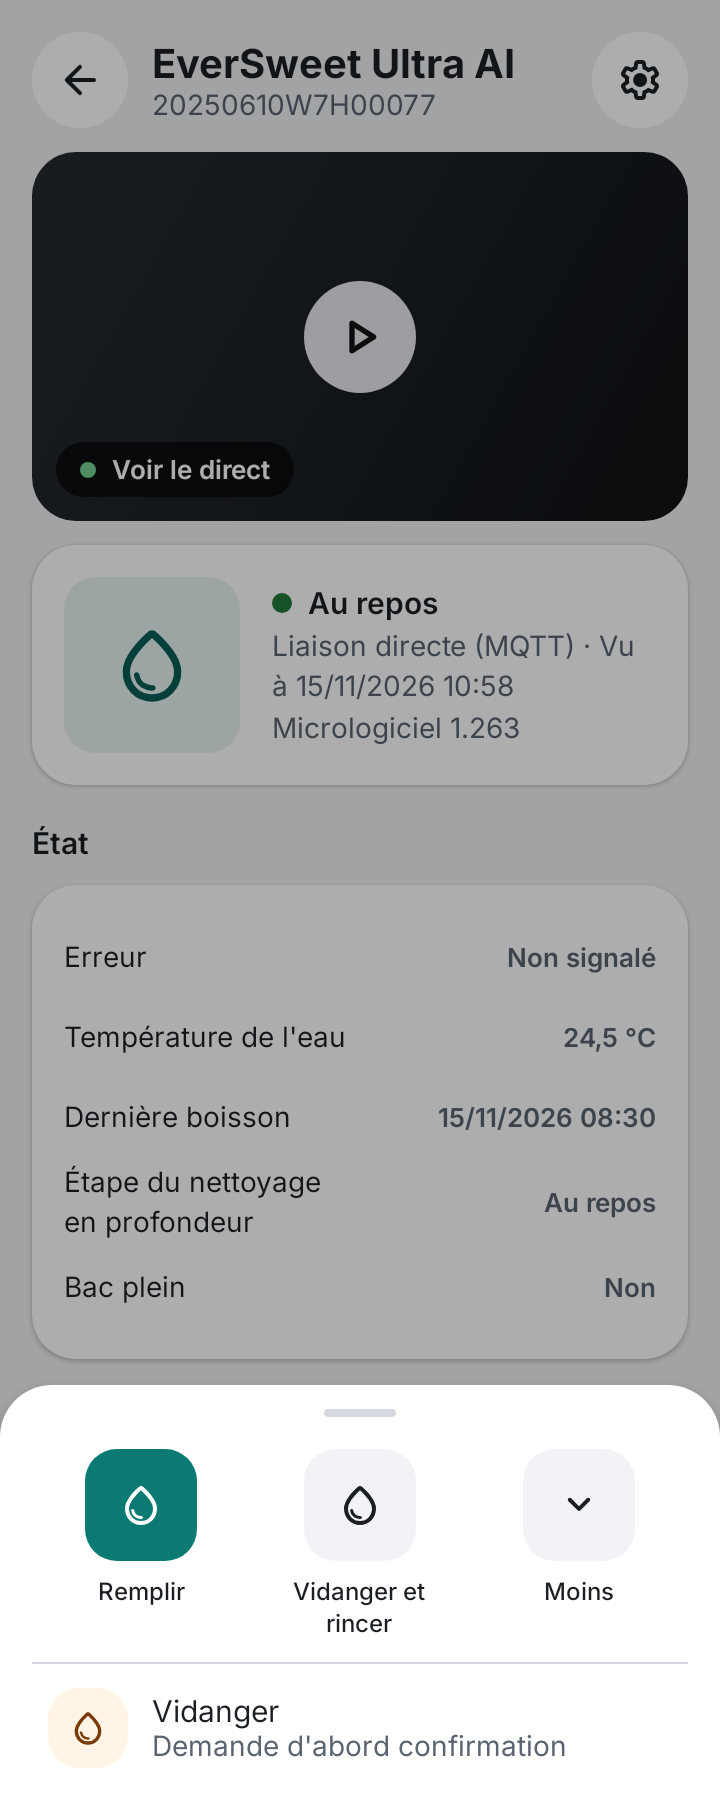 EverSweet Ultra AI
20250610W7H00077
Voir le direct
Au repos
Liaison directe (MQTT) · Vu
à 15/11/2026 10:58
Micrologiciel 1.263
État
Erreur
Non signalé
Température de l'eau
24,5 °C
Dernière boisson
15/11/2026 08:30
Étape du nettoyage
en profondeur
Au repos
Bac plein
Non
Remplir
Vidanger et
rincer
Moins
Vidanger
Demande d'abord confirmation